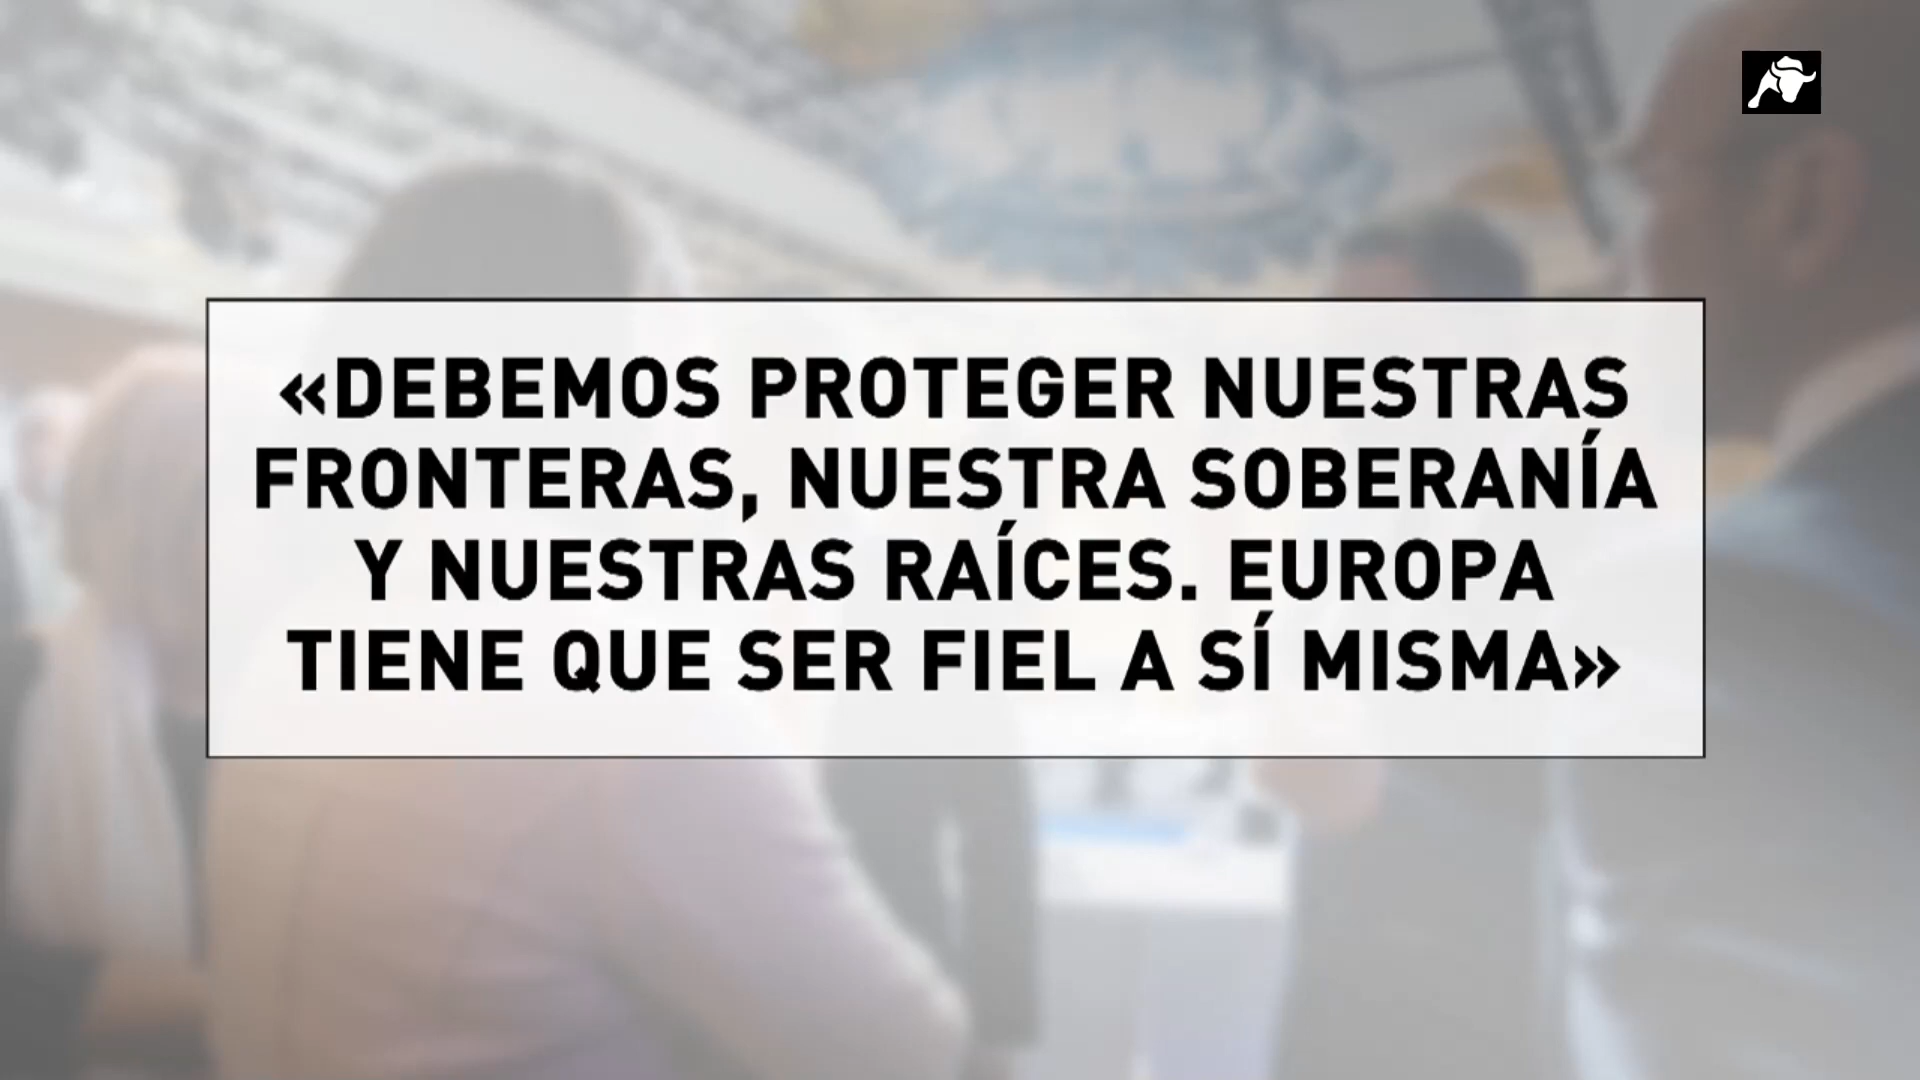 «DEBEMOS PROTEGER NUESTRAS
FRONTERAS, NUESTRA SOBERANÍA
Y NUESTRAS RAÍCES. EUROPA
TIENE QUE SER FIEL A SÍ MISMA»